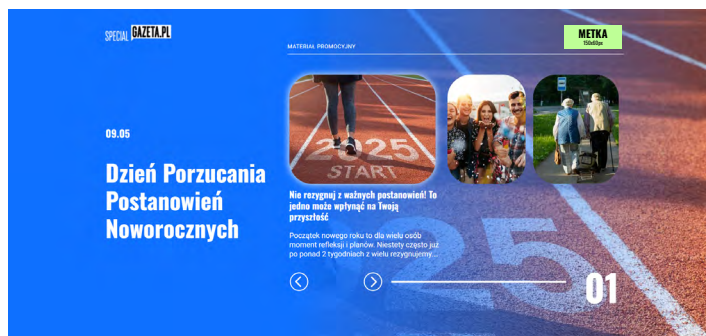 SPECIAL GAZETA.PL
MATERIAŁ PROMOCYJNY
METKA
150x60px
09.05
Dzień Porzucania
Postanowień
Noworocznych
2025
START
Nie rezygnuj z ważnych postanowień! To
jedno może wpłynąć na Twoją
przyszłość
Początek nowego roku to dla wielu osób
moment refleksji i planów. Niestety często już
po ponad 2 tygodniach z wielu rezygnujemy...
2025
01